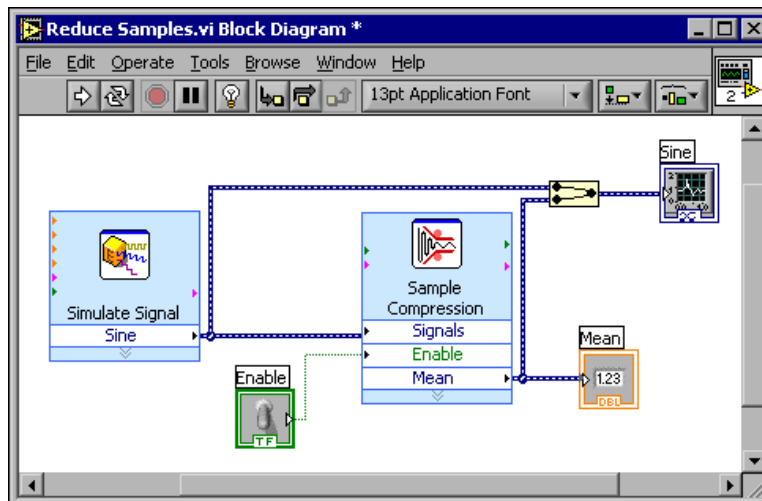 Reduce Samples.vi Block Diagram *
File Edit Operate Tools Browse Window Help
13pt Application Font
2
Sine
Simulate Signal
Sine
Sample
Compression
Signals
Enable
Mean
Mean
1.23
DBL
Enable
TF